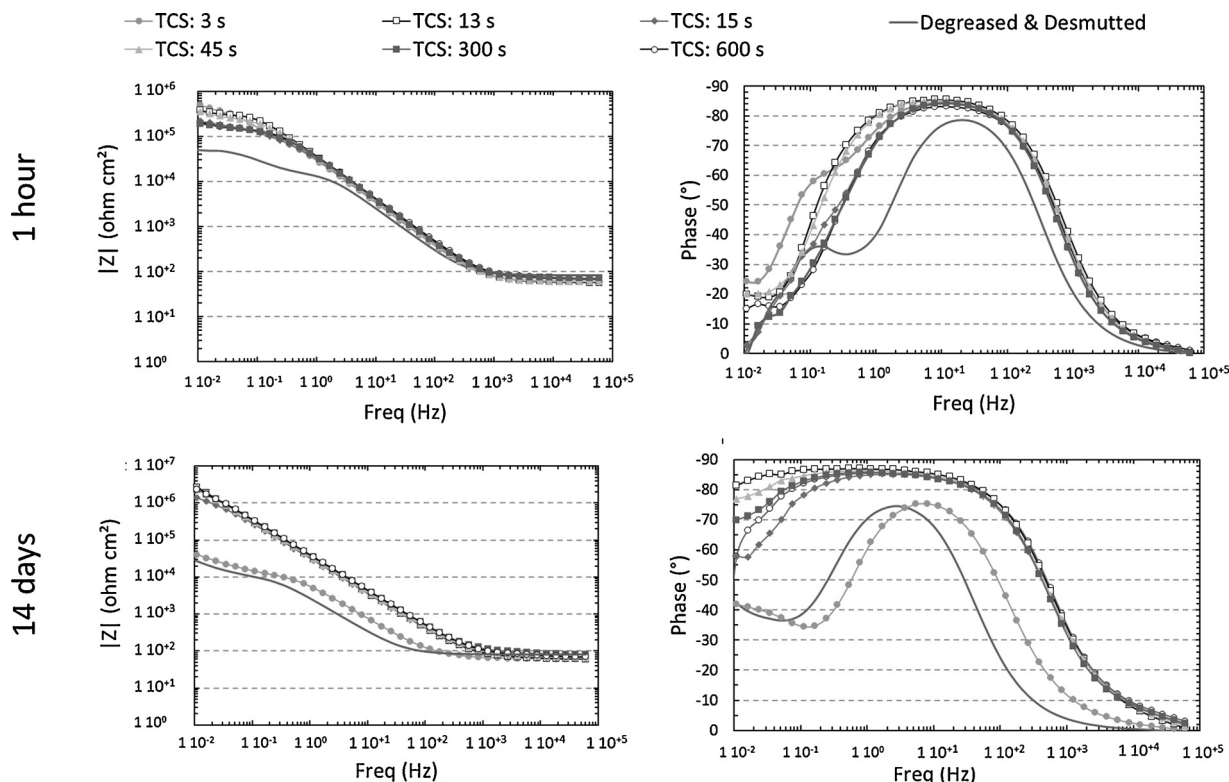 TCS: 3 s TCS: 13 s TCS: 15 s Degreased & Desmutted
TCS: 45 s TCS: 300 s TCS: 600 s
1 hour
|Z| (ohm cm²)
1 10⁺⁶
1 10⁺⁵
1 10⁺⁴
1 10⁺³
1 10⁺²
1 10⁺¹
1 10⁰
1 10⁻² 1 10⁻¹ 1 10⁰ 1 10⁺¹ 1 10⁺² 1 10⁺³ 1 10⁺⁴ 1 10⁺⁵
Freq (Hz)
Phase (°)
-90
-80
-70
-60
-50
-40
-30
-20
-10
0
1 10⁻² 1 10⁻¹ 1 10⁰ 1 10⁺¹ 1 10⁺² 1 10⁺³ 1 10⁺⁴ 1 10⁺⁵
Freq (Hz)
14 days
|Z| (ohm cm²)
1 10⁺⁷
1 10⁺⁶
1 10⁺⁵
1 10⁺⁴
1 10⁺³
1 10⁺²
1 10⁺¹
1 10⁰
1 10⁻² 1 10⁻¹ 1 10⁰ 1 10⁺¹ 1 10⁺² 1 10⁺³ 1 10⁺⁴ 1 10⁺⁵
Freq (Hz)
Phase (°)
-90
-80
-70
-60
-50
-40
-30
-20
-10
0
1 10⁻² 1 10⁻¹ 1 10⁰ 1 10⁺¹ 1 10⁺² 1 10⁺³ 1 10⁺⁴ 1 10⁺⁵
Freq (Hz)